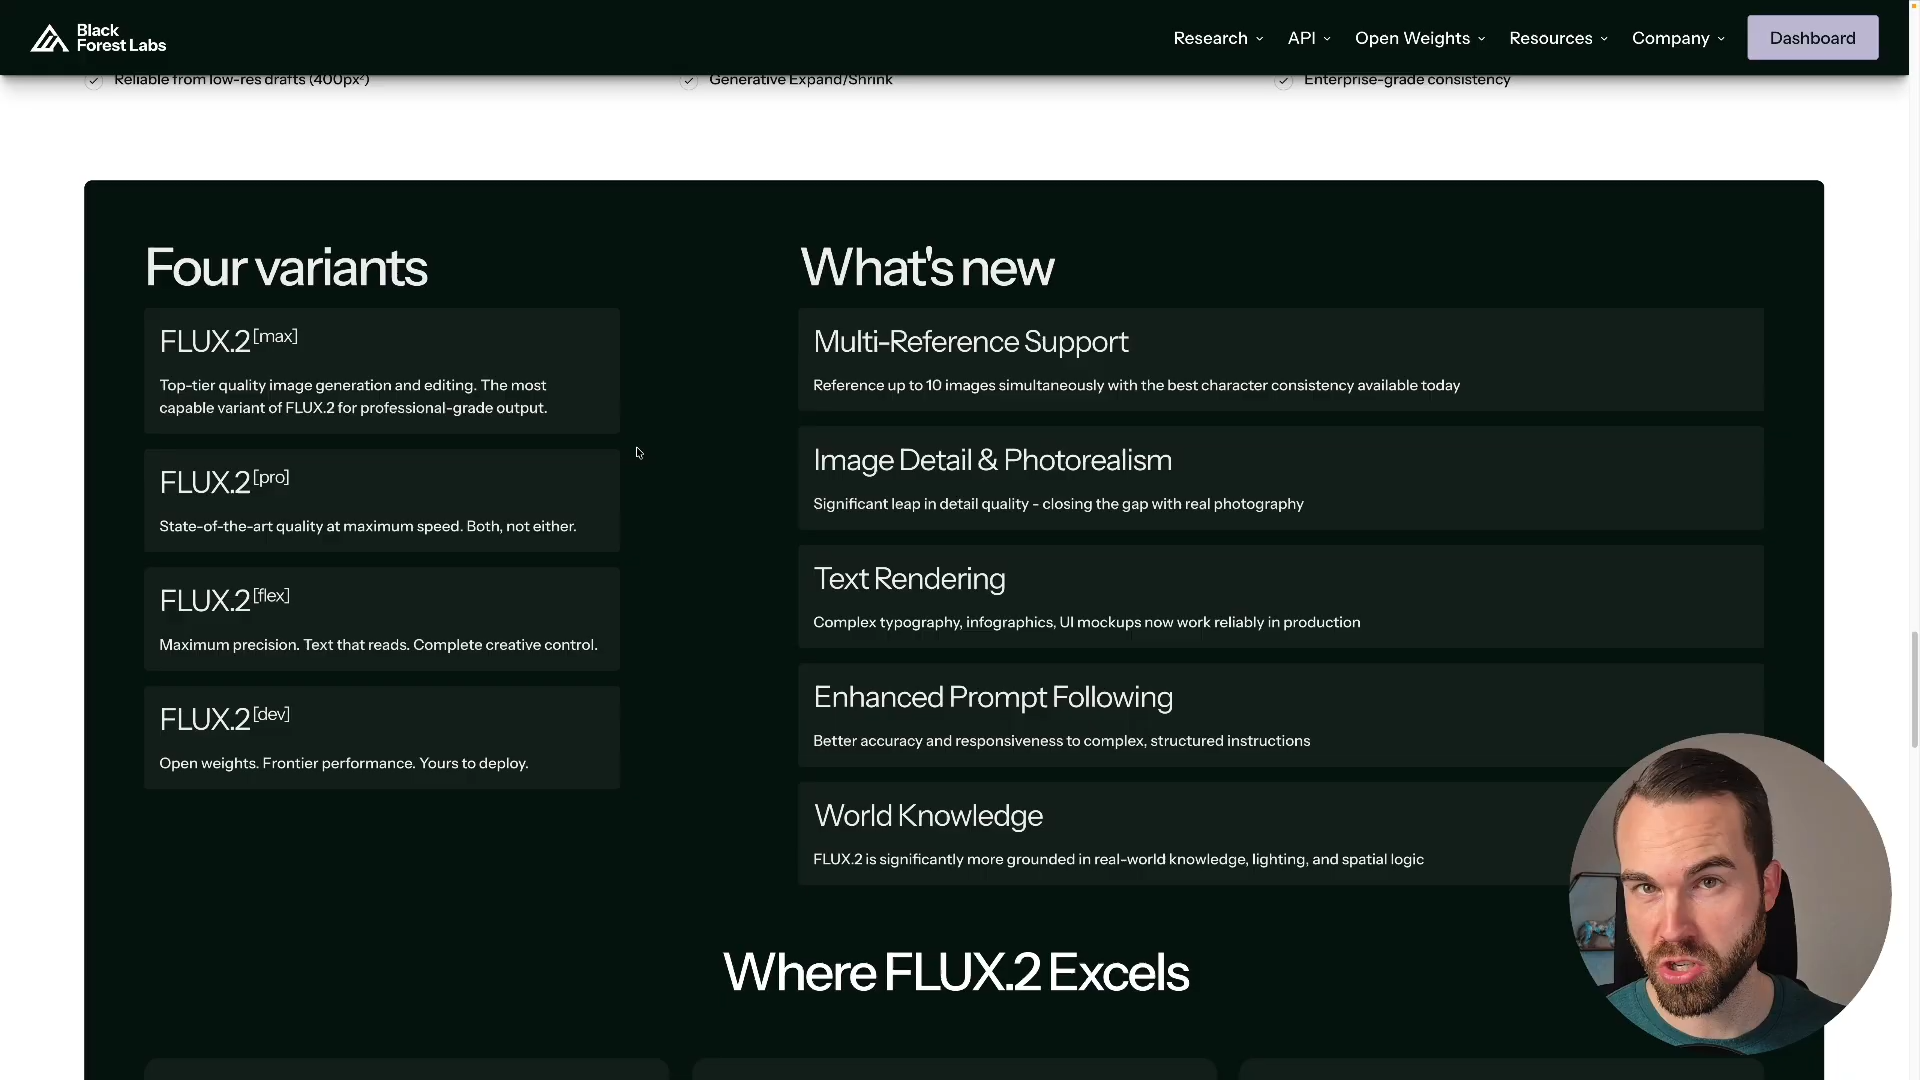 Black
Forest Labs
Research
API
Open Weights
Resources
Company
Dashboard
Reliable from low-res drafts (400px²)
Generative Expand/Shrink
Enterprise-grade consistency
Four variants
FLUX.2[max]
Top-tier quality image generation and editing. The most
capable variant of FLUX.2 for professional-grade output.
FLUX.2[pro]
State-of-the-art quality at maximum speed. Both, not either.
FLUX.2[flex]
Maximum precision. Text that reads. Complete creative control.
FLUX.2[dev]
Open weights. Frontier performance. Yours to deploy.
What's new
Multi-Reference Support
Reference up to 10 images simultaneously with the best character consistency available today
Image Detail & Photorealism
Significant leap in detail quality - closing the gap with real photography
Text Rendering
Complex typography, infographics, UI mockups now work reliably in production
Enhanced Prompt Following
Better accuracy and responsiveness to complex, structured instructions
World Knowledge
FLUX.2 is significantly more grounded in real-world knowledge, lighting, and spatial logic
Where FLUX.2 Excels